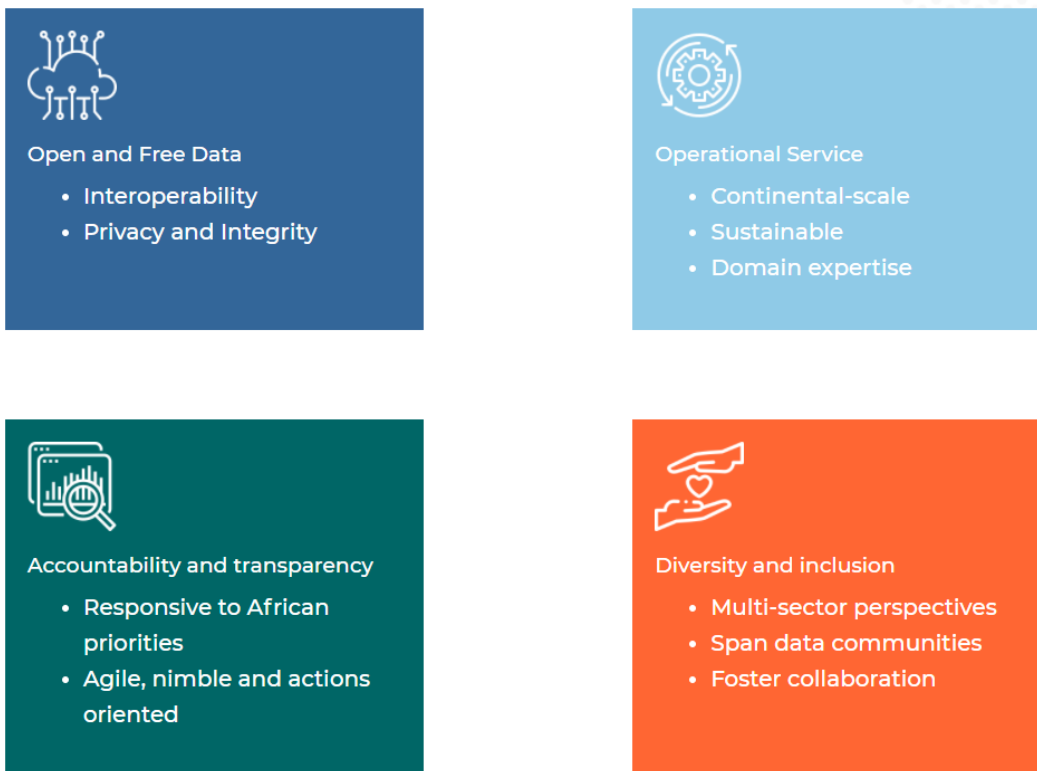 Open and Free Data
• Interoperability
• Privacy and Integrity
Operational Service
• Continental-scale
• Sustainable
• Domain expertise
Accountability and transparency
• Responsive to African
priorities
• Agile, nimble and actions
oriented
Diversity and inclusion
• Multi-sector perspectives
• Span data communities
• Foster collaboration